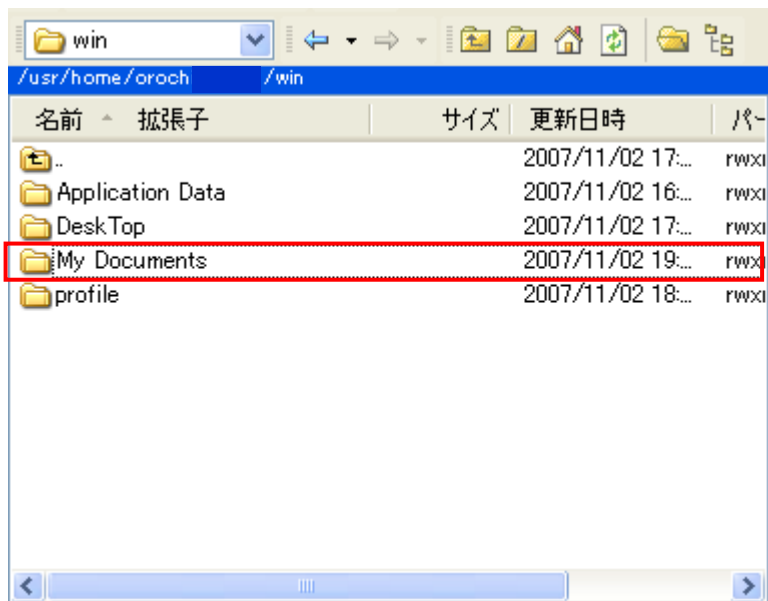 win
/usr/home/oroch /win
名前 拡張子 サイズ 更新日時 パー
.. 2007/11/02 17:... rwx
Application Data 2007/11/02 16:... rwx
DeskTop 2007/11/02 17:... rwx
My Documents 2007/11/02 19:... rwx
profile 2007/11/02 18:... rwx